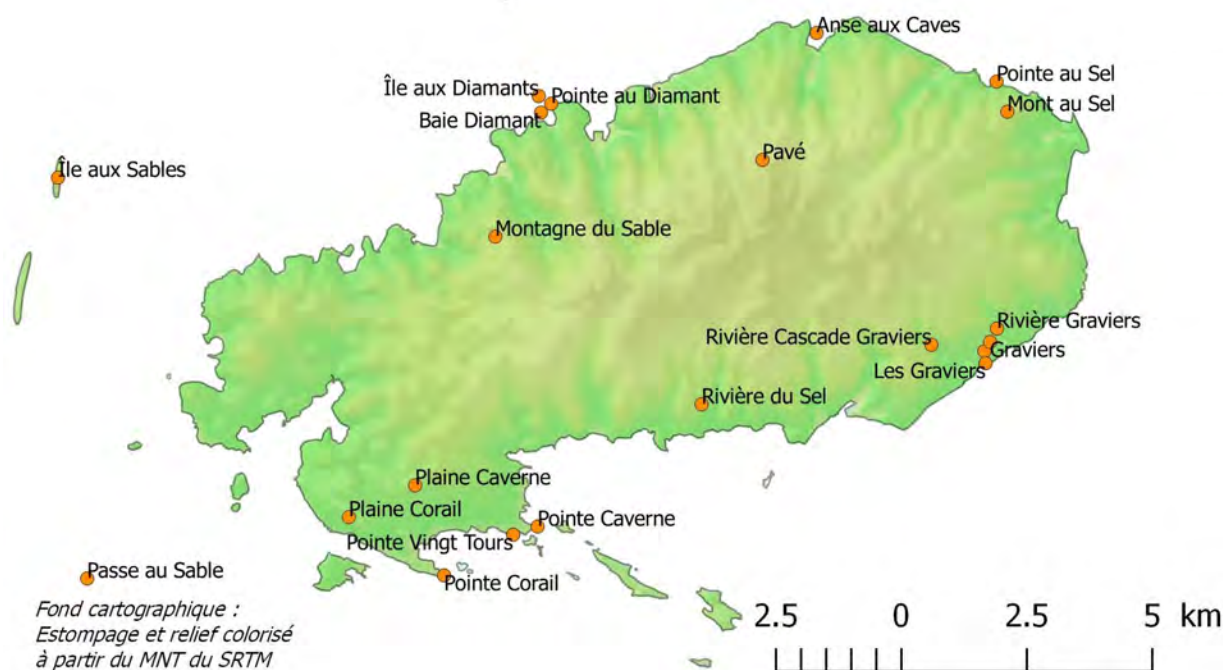 Anse aux Caves
Pointe au Sel
Île aux Diamants
Pointe au Diamant
Mont au Sel
Baie Diamant
Pavé
Île aux Sables
Montagne du Sable
Rivière Graviers
Rivière Cascade Graviers
Graviers
Les Graviers
Rivière du Sel
Plaine Caverne
Plaine Corail
Pointe Caverne
Pointe Vingt Tours
Passe au Sable
Pointe Corail
Fond cartographique :
Estompage et relief colorisé
à partir du MNT du SRTM
2.5 0 2.5 5 km